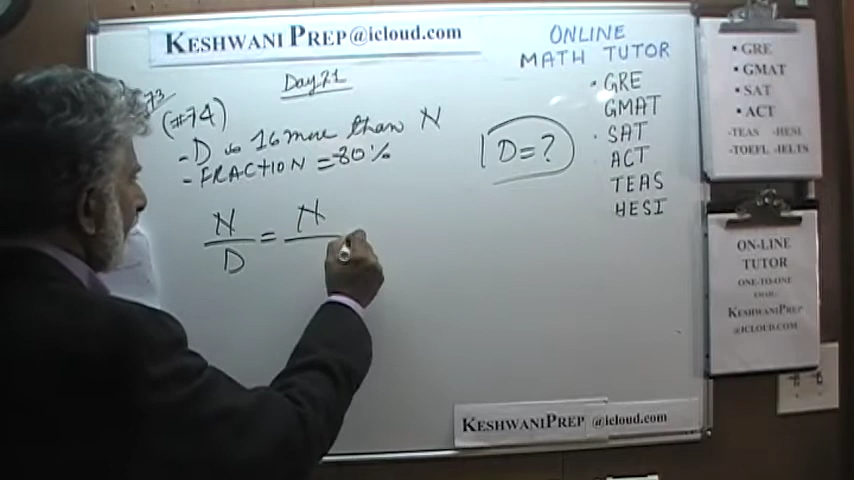 KESHWANI PREP@icloud.com
Day 21
73
(#74)
- D is 16 more than N
- FRACTION = 80%
D = ?
N
D
=
N
ONLINE
MATH TUTOR
• GRE
GMAT
• SAT
ACT
TEAS
HESI
• GRE
• GMAT
• SAT
• ACT
-TEAS -HESI
-TOEFL -IELTS
ON-LINE
TUTOR
ONE-TO-ONE
EMAIL:
KESHWANIPREP
@ICLOUD.COM
KESHWANIPREP @icloud.com